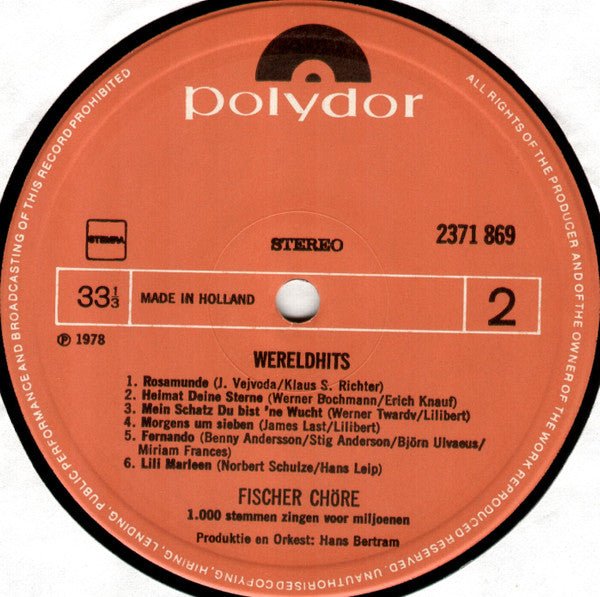 polydor
ALL RIGHTS OF THE PRODUCER AND OF THE OWNER OF THE WORK REPRODUCED RESERVED. UNAUTHORISED COPYING, HIRING, LENDING, PUBLIC PERFORMANCE AND BROADCASTING OF THIS RECORD PROHIBITED
STEMRA
STEREO
2371 869
33 1/3
MADE IN HOLLAND
2
℗ 1978
WERELDHITS
1. Rosamunde (J. Vejvoda/Klaus S. Richter)
2. Heimat Deine Sterne (Werner Bochmann/Erich Knauf)
3. Mein Schatz Du bist 'ne Wucht (Werner Twardv/Lilibert)
4. Morgens um sieben (James Last/Lilibert)
5. Fernando (Benny Andersson/Stig Anderson/Björn Ulvaeus/
Miriam Frances)
6. Lili Marleen (Norbert Schulze/Hans Leip)
FISCHER CHÖRE
1.000 stemmen zingen voor miljoenen
Produktie en Orkest: Hans Bertram